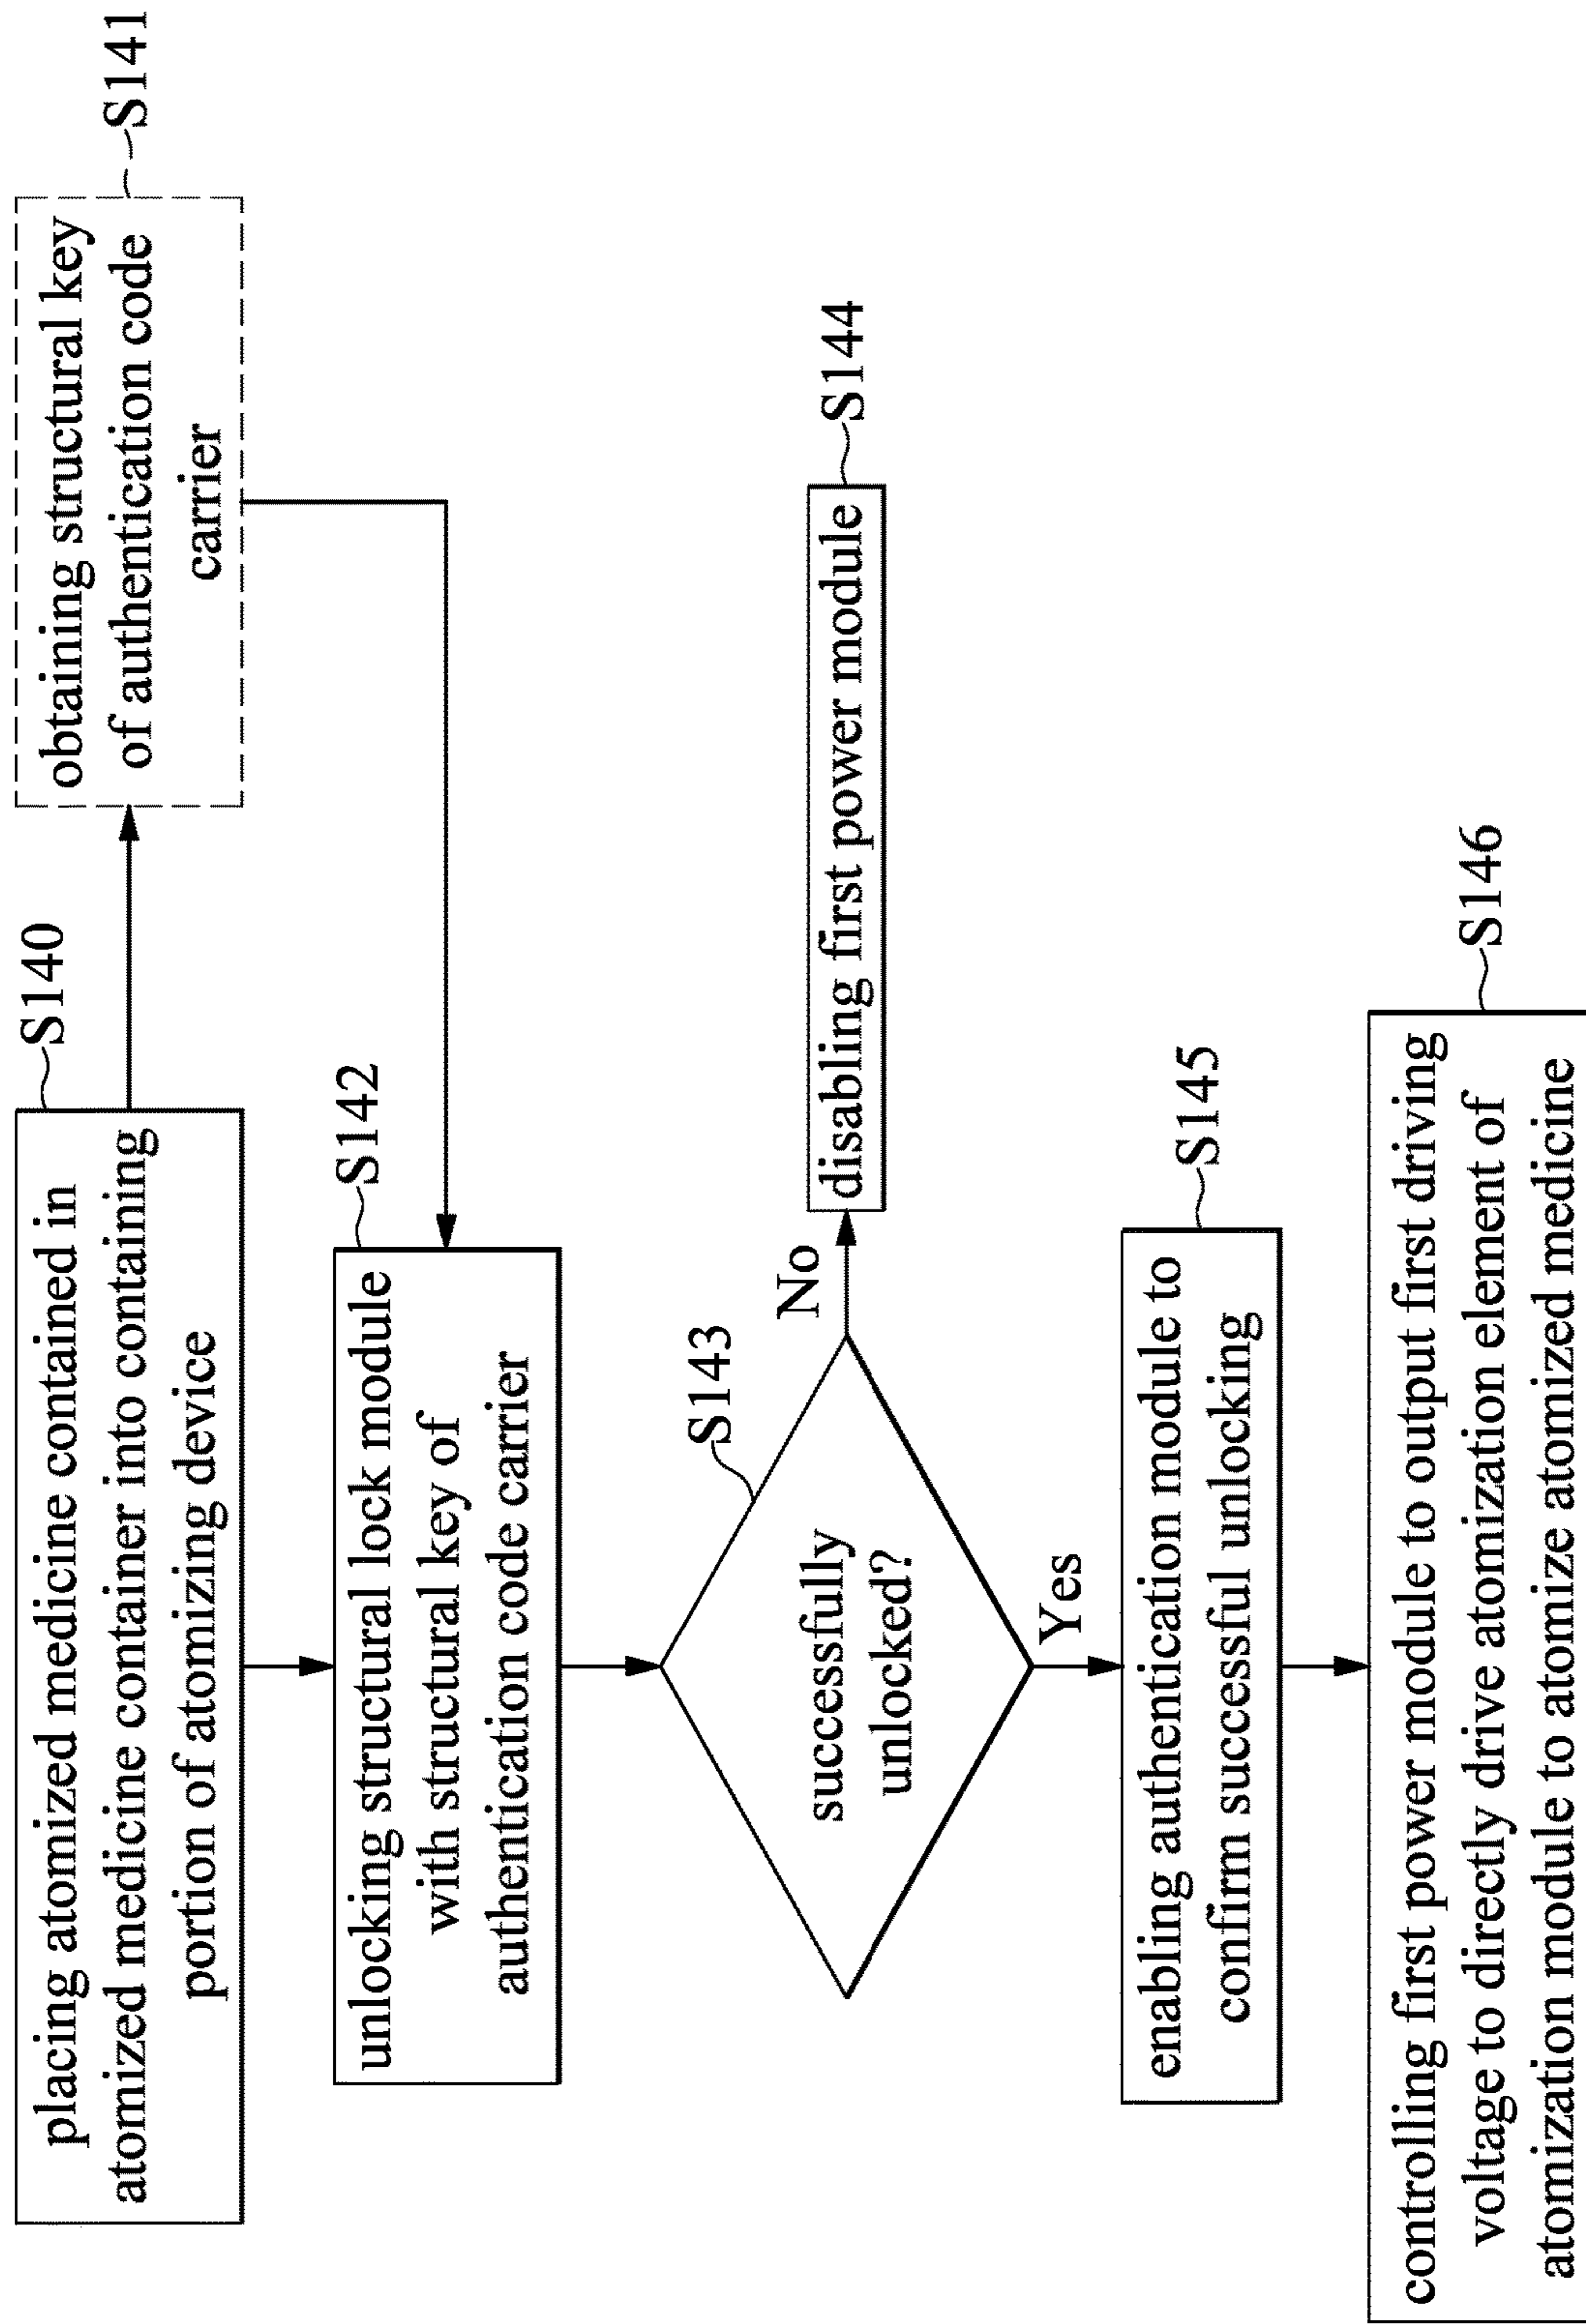 S140
placing atomized medicine contained in
atomized medicine container into containing
portion of atomizing device
S141
obtaining structural key
of authentication code
carrier
S142
unlocking structural lock module
with structural key of
authentication code carrier
S143
successfully
unlocked?
No
S144
disabling first power module
Yes
S145
enabling authentication module to
confirm successful unlocking
S146
controlling first power module to output first driving
voltage to directly drive atomization element of
atomization module to atomize atomized medicine